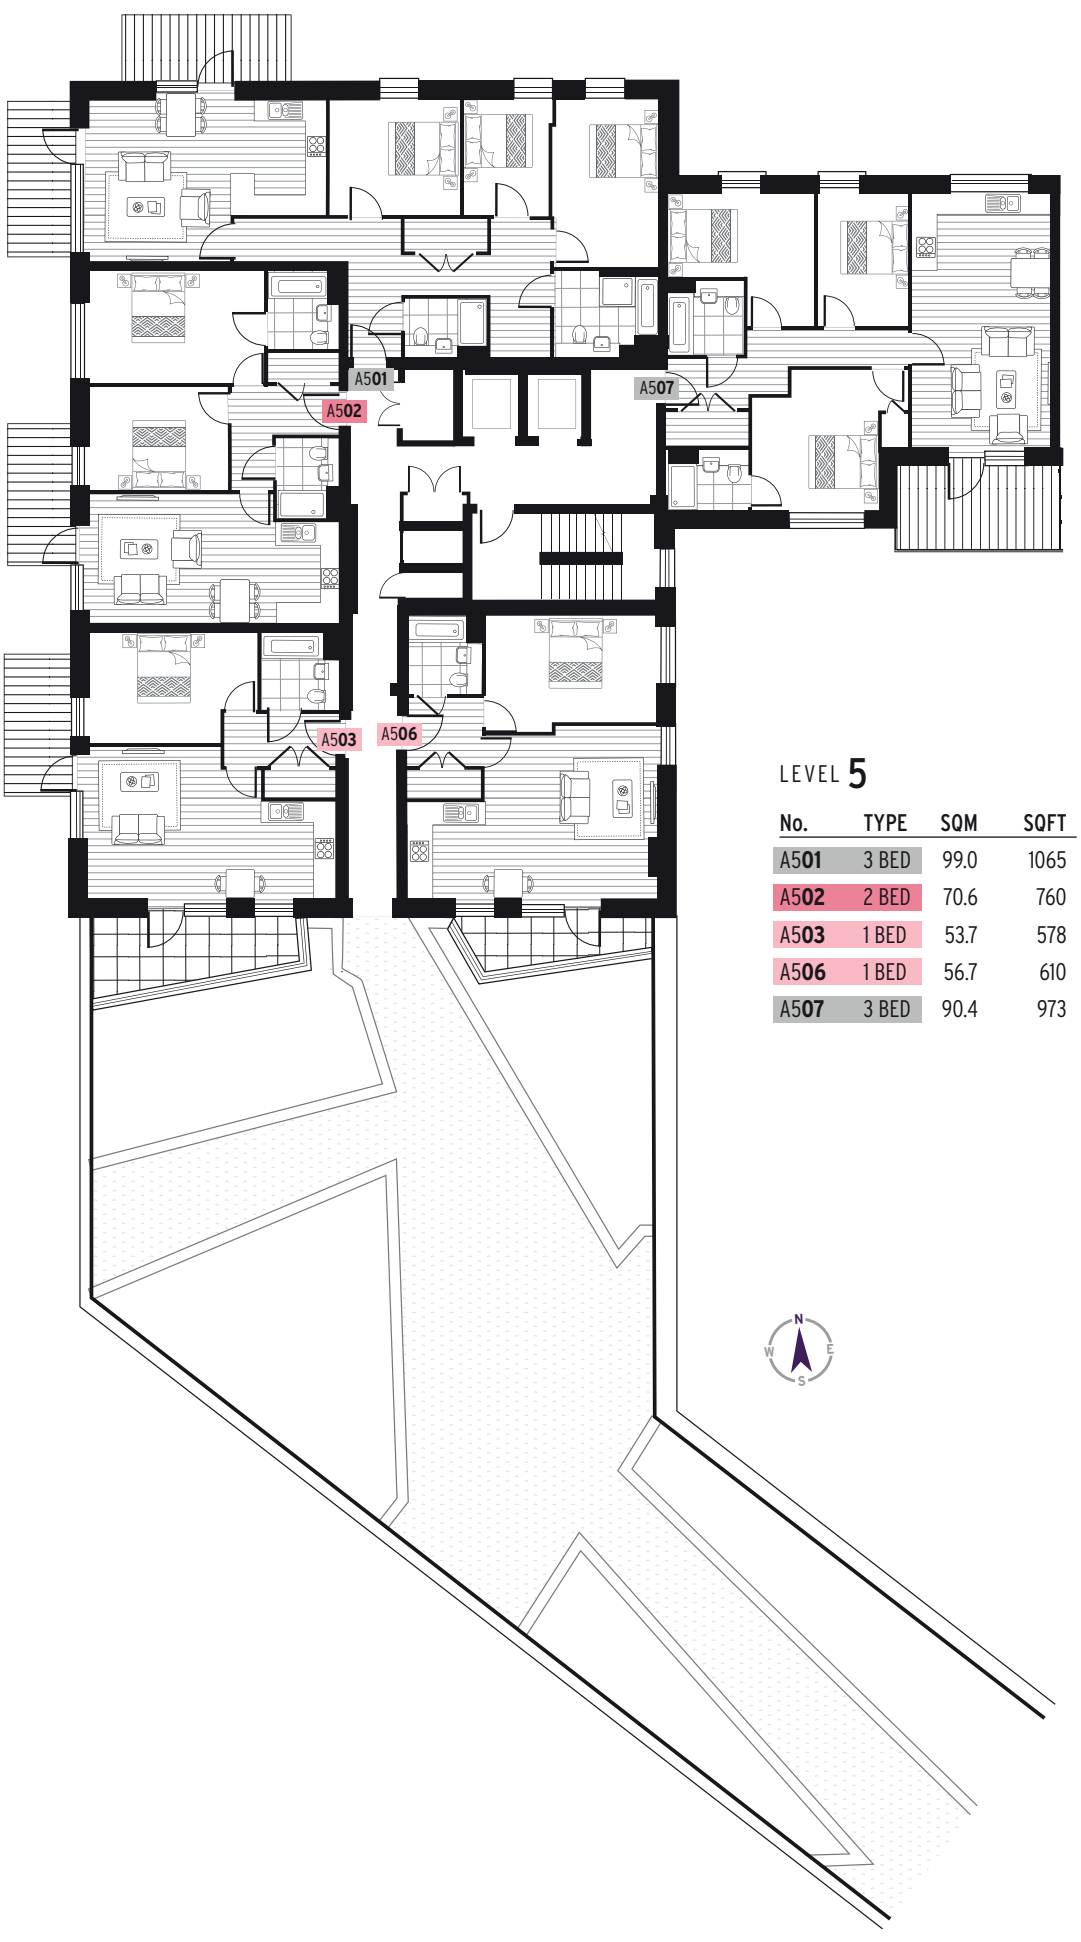 A501
A502
A507
A503
A506
LEVEL 5
No. TYPE SQM SQFT
A501 3 BED 99.0 1065
A502 2 BED 70.6 760
A503 1 BED 53.7 578
A506 1 BED 56.7 610
A507 3 BED 90.4 973
N
W E
S